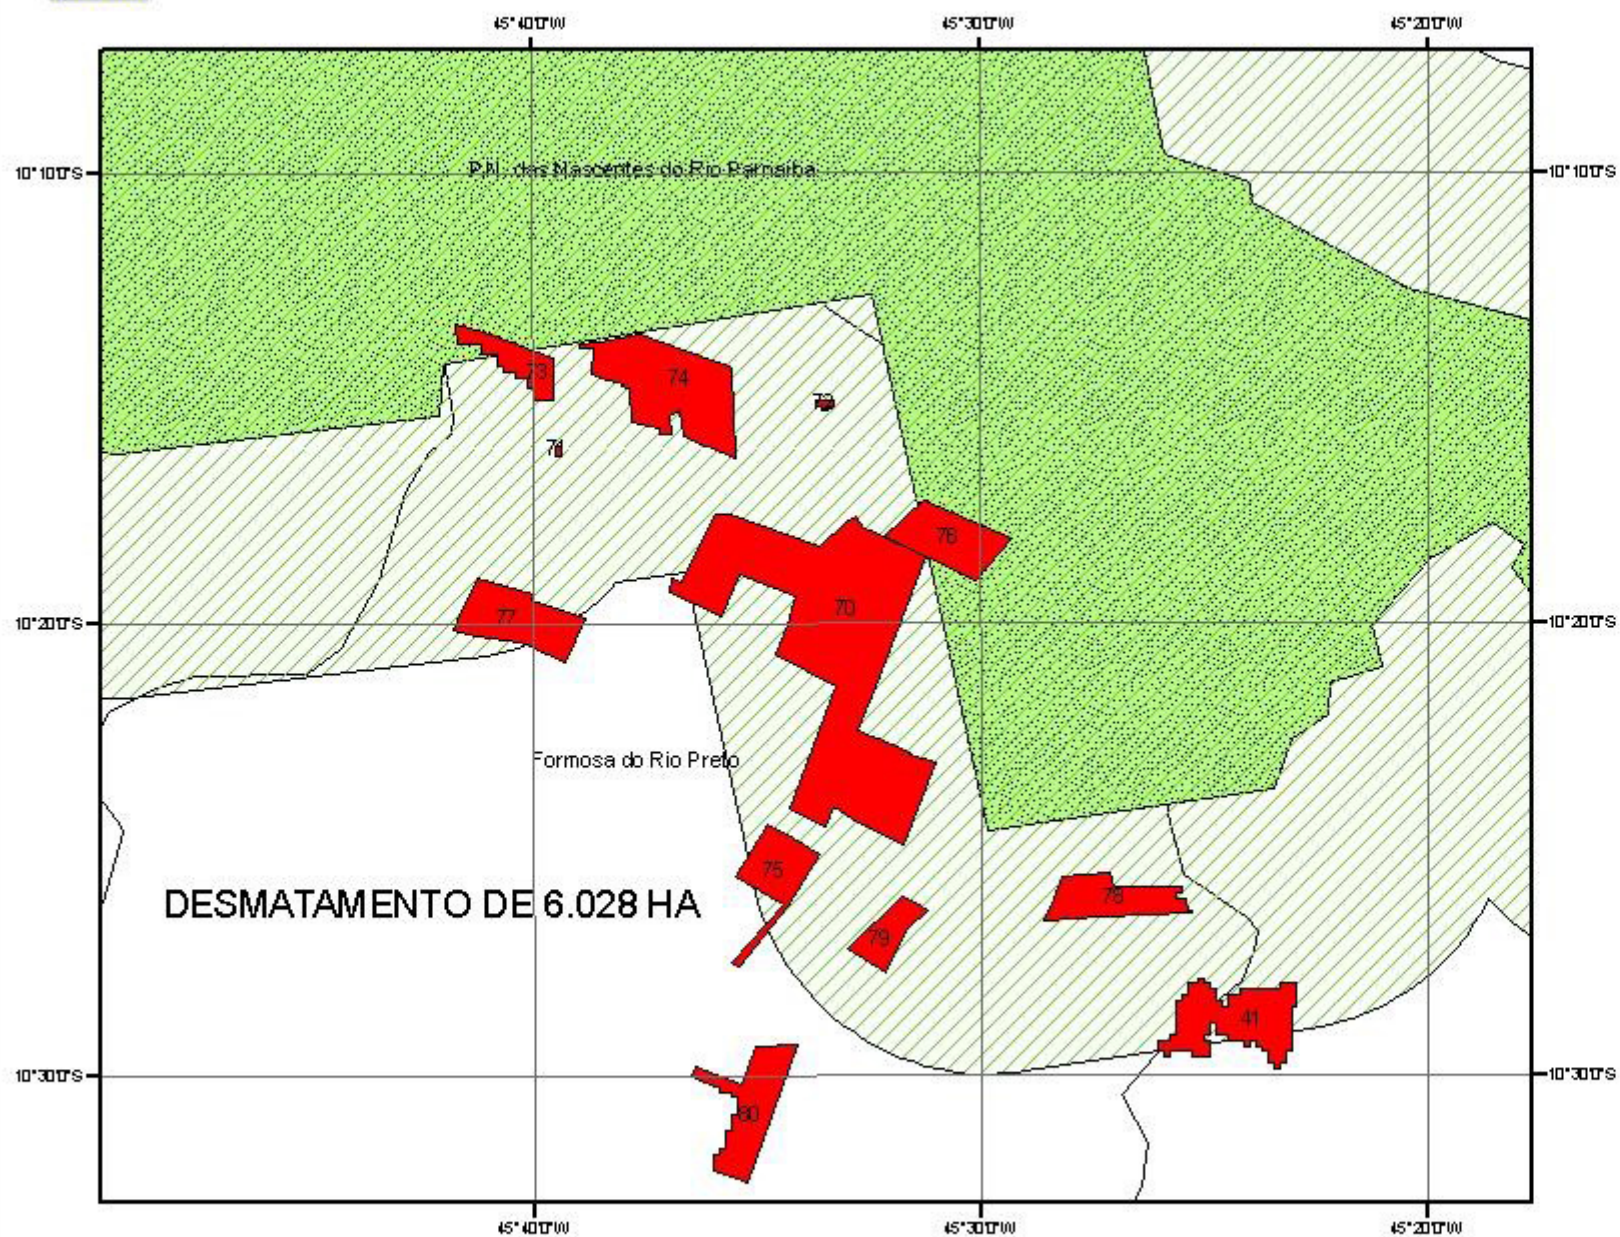 45°40'0"W 45°30'0"W 45°20'0"W
10°10'0"S P.N. das Nascentes do Rio Parnaíba 10°10'0"S
73
74
71
76
70
77
10°20'0"S 10°20'0"S
Formosa do Rio Preto
75
78
DESMATAMENTO DE 6.028 HA
79
41
10°30'0"S 10°30'0"S
80
45°40'0"W 45°30'0"W 45°20'0"W